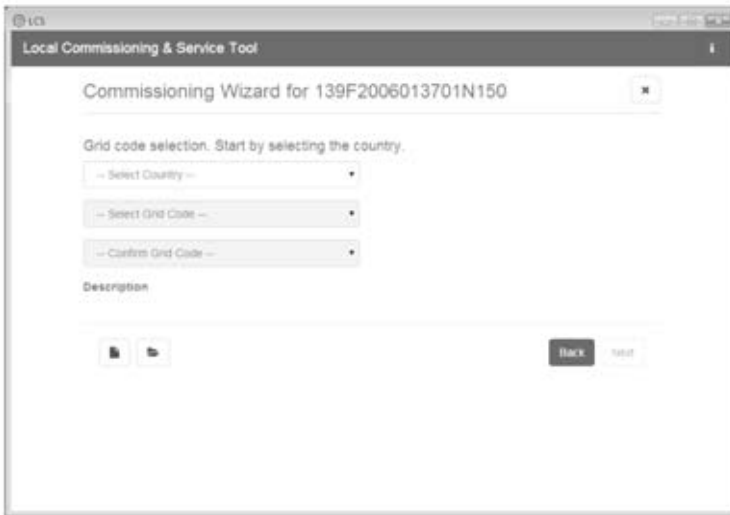 LCS
Local Commissioning & Service Tool
i
Commissioning Wizard for 139F2006013701N150
Grid code selection. Start by selecting the country.
-- Select Country --
-- Select Grid Code --
-- Confirm Grid Code --
Description
Back Next